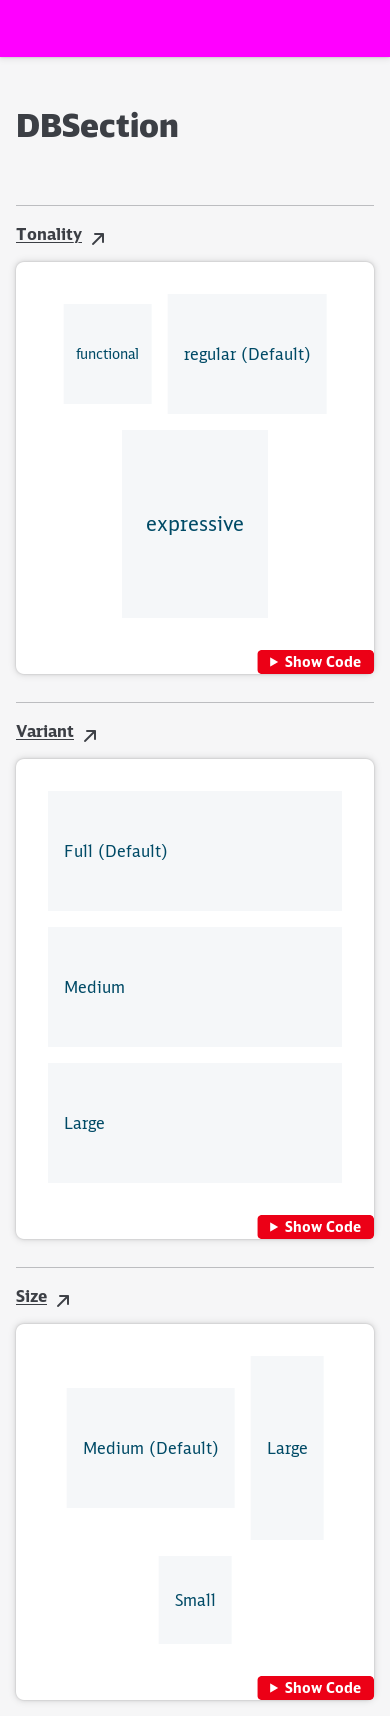 DBSection
Tonality
functional
regular (Default)
expressive
Show Code
Variant
Full (Default)
Medium
Large
Show Code
Size
Medium (Default)
Large
Small
Show Code